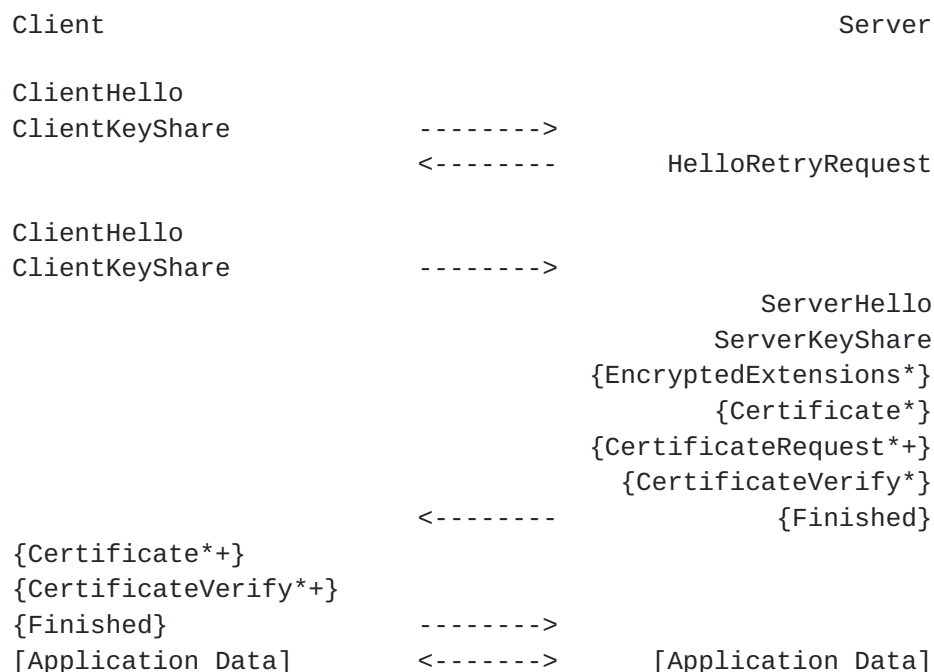 Client Server
ClientHello
ClientKeyShare -------->
<-------- HelloRetryRequest
ClientHello
ClientKeyShare -------->
ServerHello
ServerKeyShare
{EncryptedExtensions*}
{Certificate*}
{CertificateRequest*+}
{CertificateVerify*}
<-------- {Finished}
{Certificate*+}
{CertificateVerify*+}
{Finished} -------->
[Application Data] <-------> [Application Data]